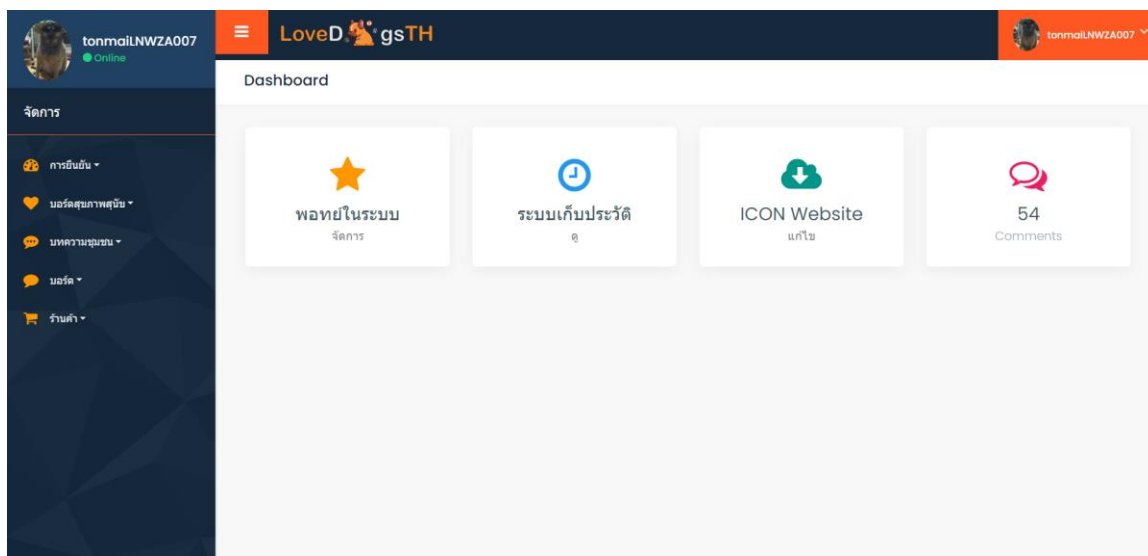 tonmaiLNWZA007
Online
LoveD gsTH
tonmaiLNWZA007
Dashboard
จัดการ
การยืนยัน
บอร์ดสุขภาพสุนัข
บทความชุมชน
บอร์ด
ร้านค้า
พอทย์ในระบบ
จัดการ
ระบบเก็บประวัติ
ดู
ICON Website
แก้ไข
54
Comments